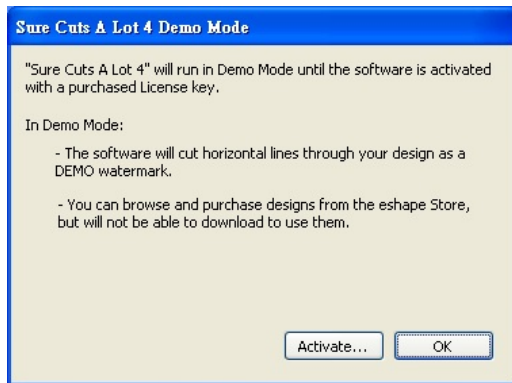 Sure Cuts A Lot 4 Demo Mode
"Sure Cuts A Lot 4" will run in Demo Mode until the software is activated
with a purchased License key.
In Demo Mode:
- The software will cut horizontal lines through your design as a
DEMO watermark.
- You can browse and purchase designs from the eshape Store,
but will not be able to download to use them.
Activate...
OK